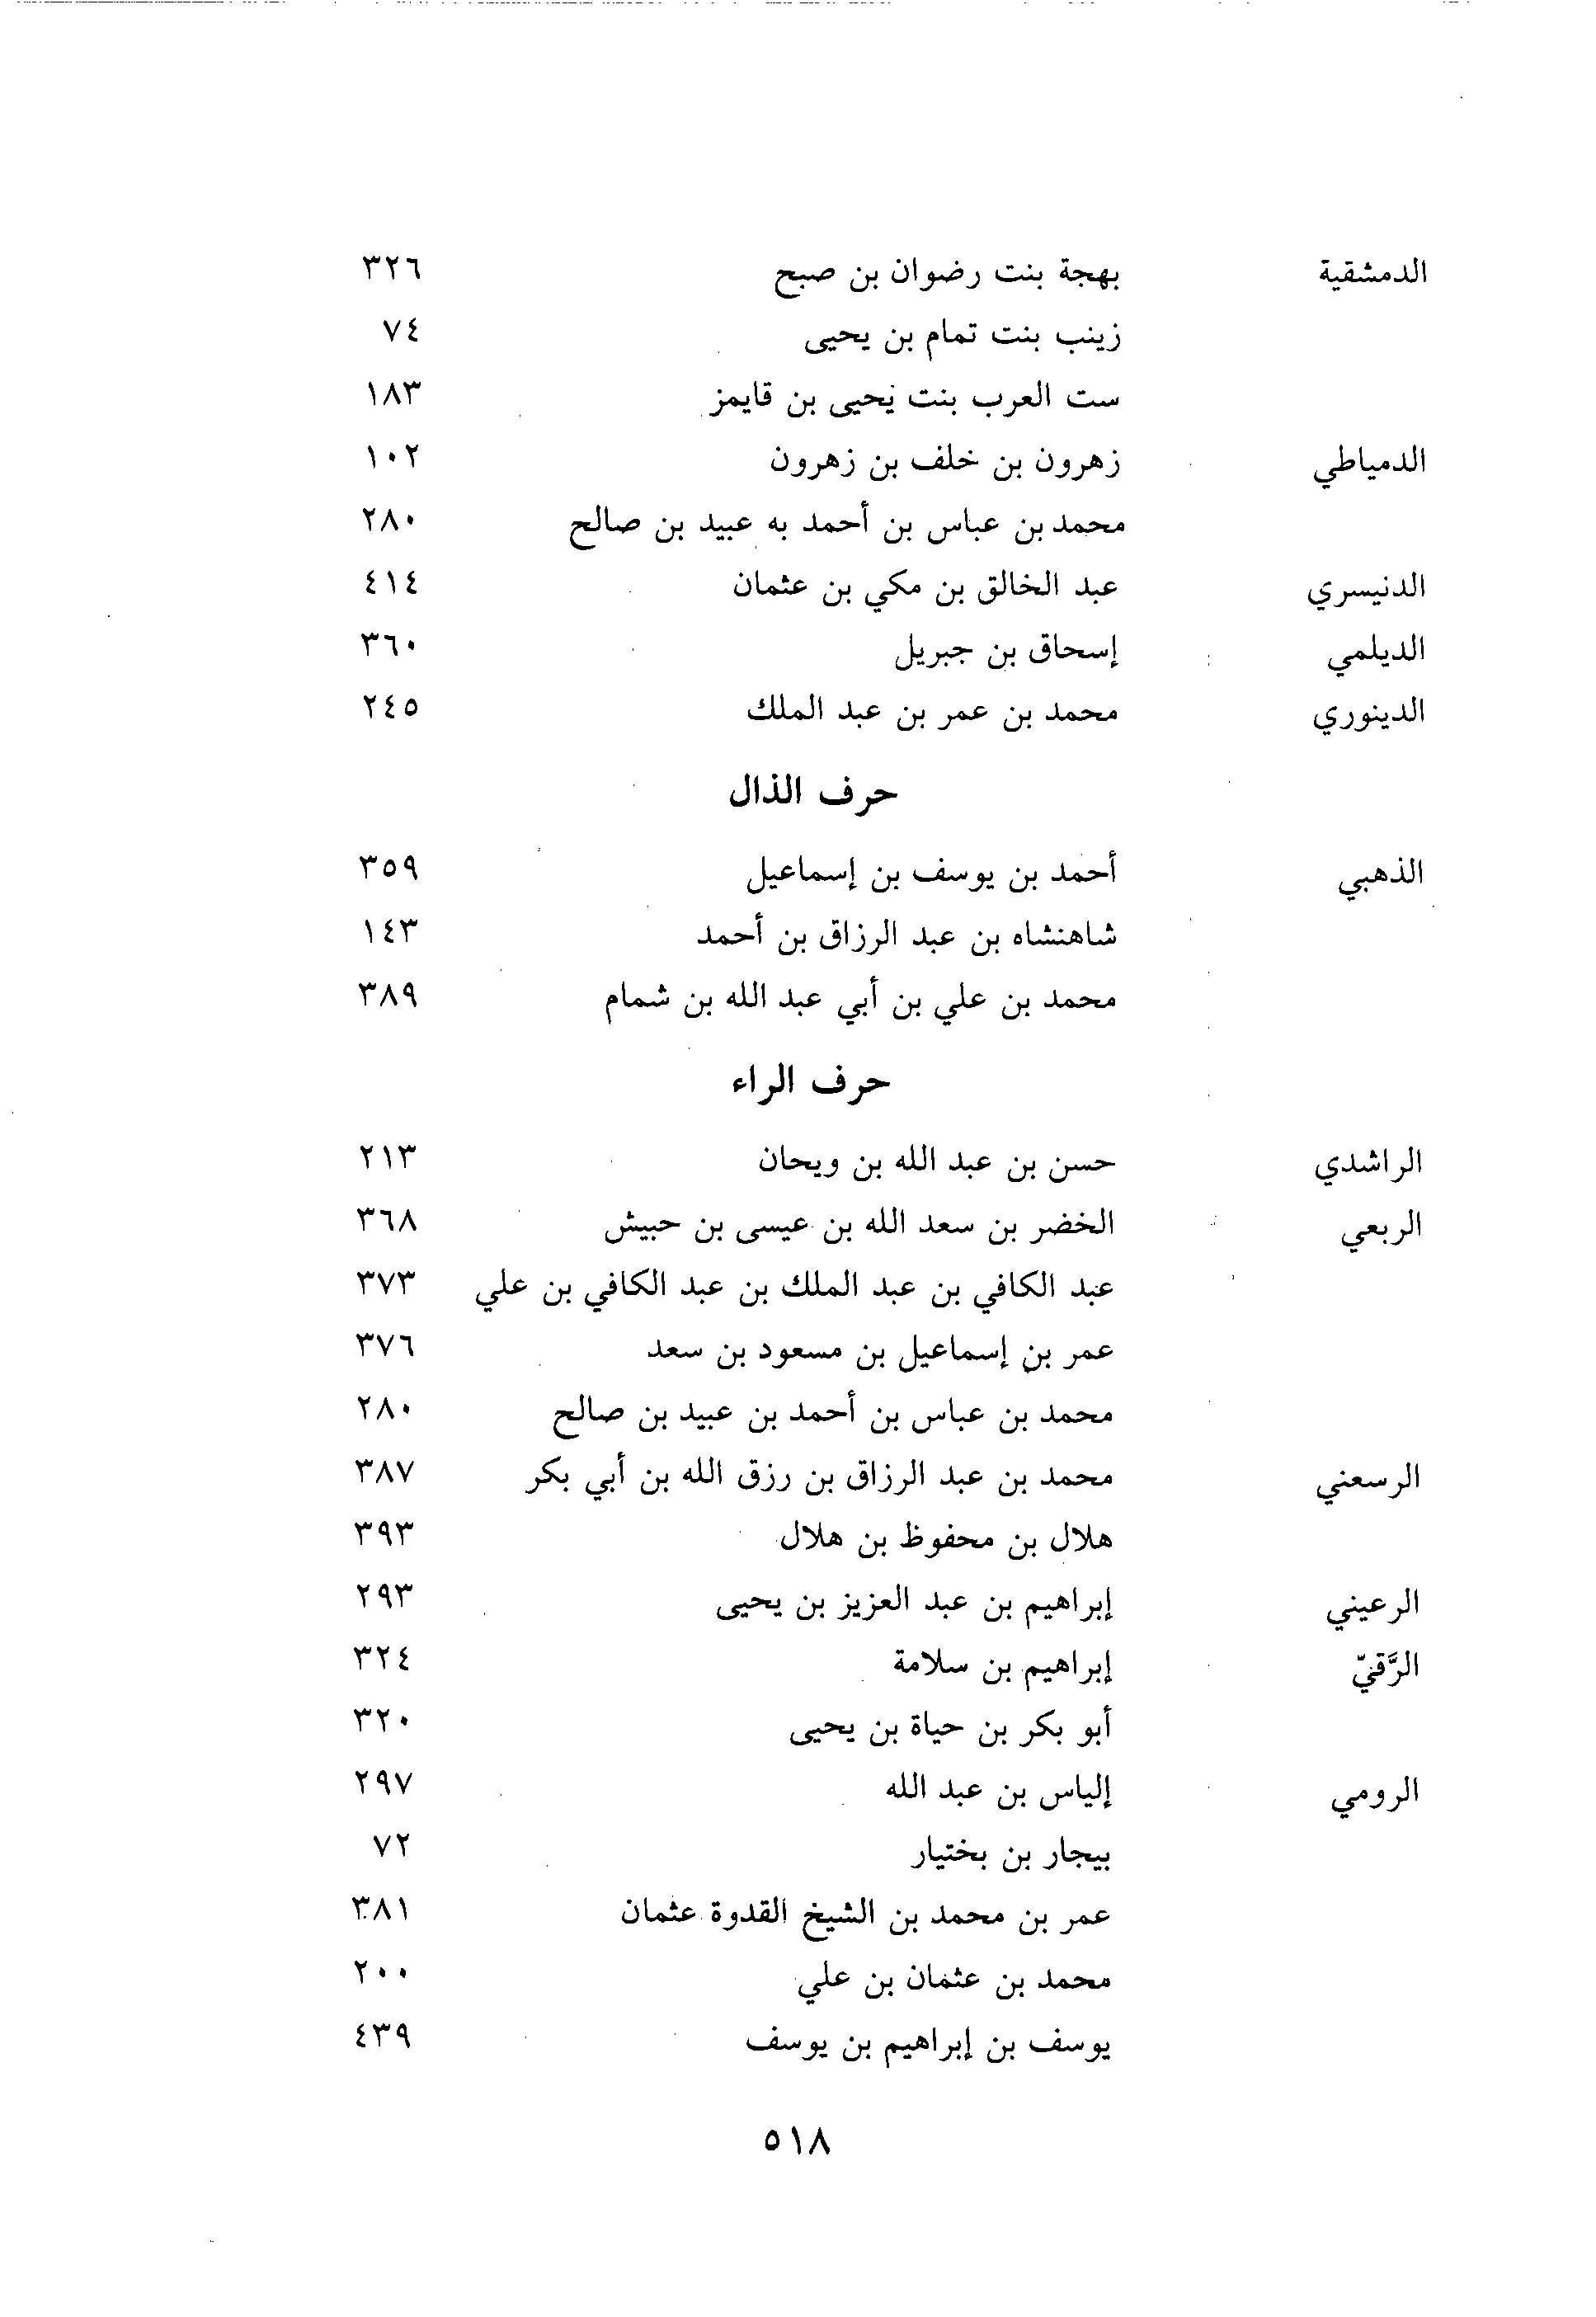 الدمشقية بهجة بنت رضوان بن صبح ٣٢٦
زينب بنت تمام بن يحيى ٧٤
ست العرب بنت يحيى بن قايمز ١٨٣
الدمياطي زهرون بن خلف بن زهرون ١٠٢
محمد بن عباس بن أحمد به عبيد بن صالح ٢٨٠
الدنيسري عبد الخالق بن مكي بن عثمان ٤١٤
الديلمي إسحاق بن جبريل ٣٦٠
الدينوري محمد بن عمر بن عبد الملك ٢٤٥
حرف الذال
الذهبي أحمد بن يوسف بن إسماعيل ٣٥٩
شاهنشاه بن عبد الرزاق بن أحمد ١٤٣
محمد بن علي بن أبي عبد الله بن شمام ٣٨٩
حرف الراء
الراشدي حسن بن عبد الله بن ويحان ٢١٣
الربعي الخضر بن سعد الله بن عيسى بن حبيش ٣٦٨
عبد الكافي بن عبد الملك بن عبد الكافي بن علي ٣٧٣
عمر بن إسماعيل بن مسعود بن سعد ٣٧٦
محمد بن عباس بن أحمد بن عبيد بن صالح ٢٨٠
الرسعني محمد بن عبد الرزاق بن رزق الله بن أبي بكر ٣٨٧
هلال بن محفوظ بن هلال ٣٩٣
الرعيني إبراهيم بن عبد العزيز بن يحيى ٢٩٣
الرَّقيّ إبراهيم بن سلامة ٣٢٤
أبو بكر بن حياة بن يحيى ٣٢٠
الرومي إلياس بن عبد الله ٢٩٧
بيجار بن بختيار ٧٢
عمر بن محمد بن الشيخ القدوة عثمان ٣٨١
محمد بن عثمان بن علي ٢٠٠
يوسف بن إبراهيم بن يوسف ٤٣٩
٥١٨